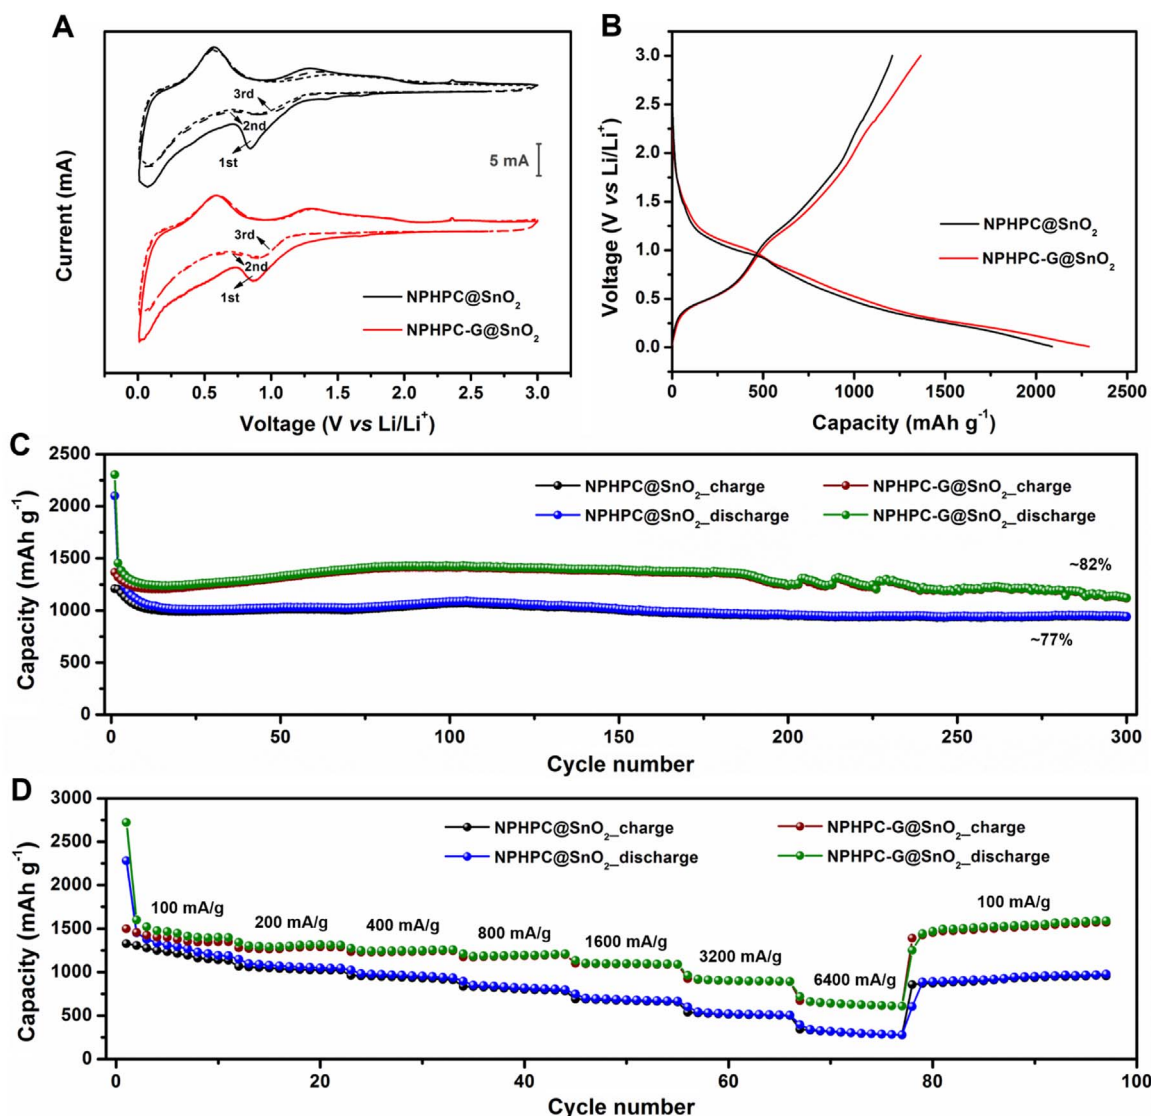 A
3rd
2nd
1st
5 mA
3rd
2nd
1st
NPHPC@SnO₂
NPHPC-G@SnO₂
Current (mA)
0.0 0.5 1.0 1.5 2.0 2.5 3.0
Voltage (V vs Li/Li⁺)
B
3.0
2.5
2.0
1.5
1.0
0.5
0.0
Voltage (V vs Li/Li⁺)
NPHPC@SnO₂
NPHPC-G@SnO₂
0 500 1000 1500 2000 2500
Capacity (mAh g⁻¹)
C
2500
2000
1500
1000
500
0
Capacity (mAh g⁻¹)
NPHPC@SnO₂_charge NPHPC-G@SnO₂_charge
NPHPC@SnO₂_discharge NPHPC-G@SnO₂_discharge
~82%
~77%
0 50 100 150 200 250 300
Cycle number
D
3000
2500
2000
1500
1000
500
0
Capacity (mAh g⁻¹)
NPHPC@SnO₂_charge NPHPC-G@SnO₂_charge
NPHPC@SnO₂_discharge NPHPC-G@SnO₂_discharge
100 mA/g 200 mA/g 400 mA/g 800 mA/g 1600 mA/g 3200 mA/g 6400 mA/g 100 mA/g
0 20 40 60 80 100
Cycle number